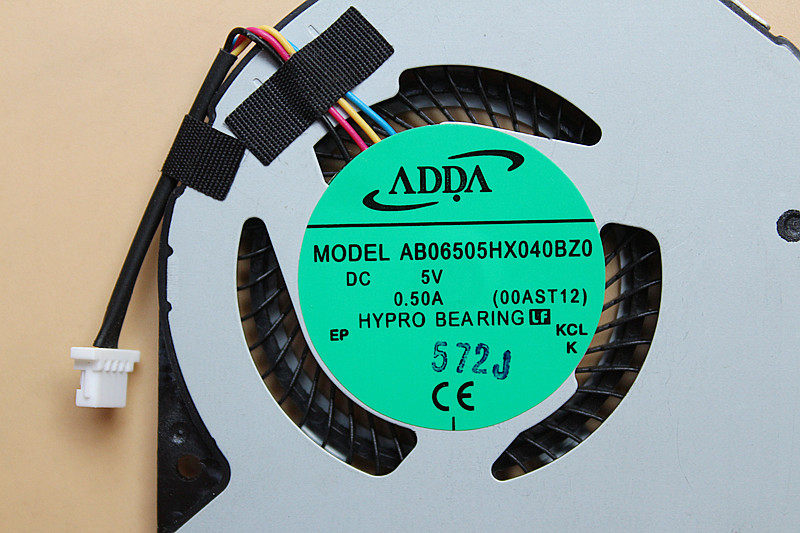 ADDA
MODEL AB06505HX040BZ0
DC 5V
0.50A (00AST12)
HYPRO BEARING LF
EP KCL
K
572J
CE